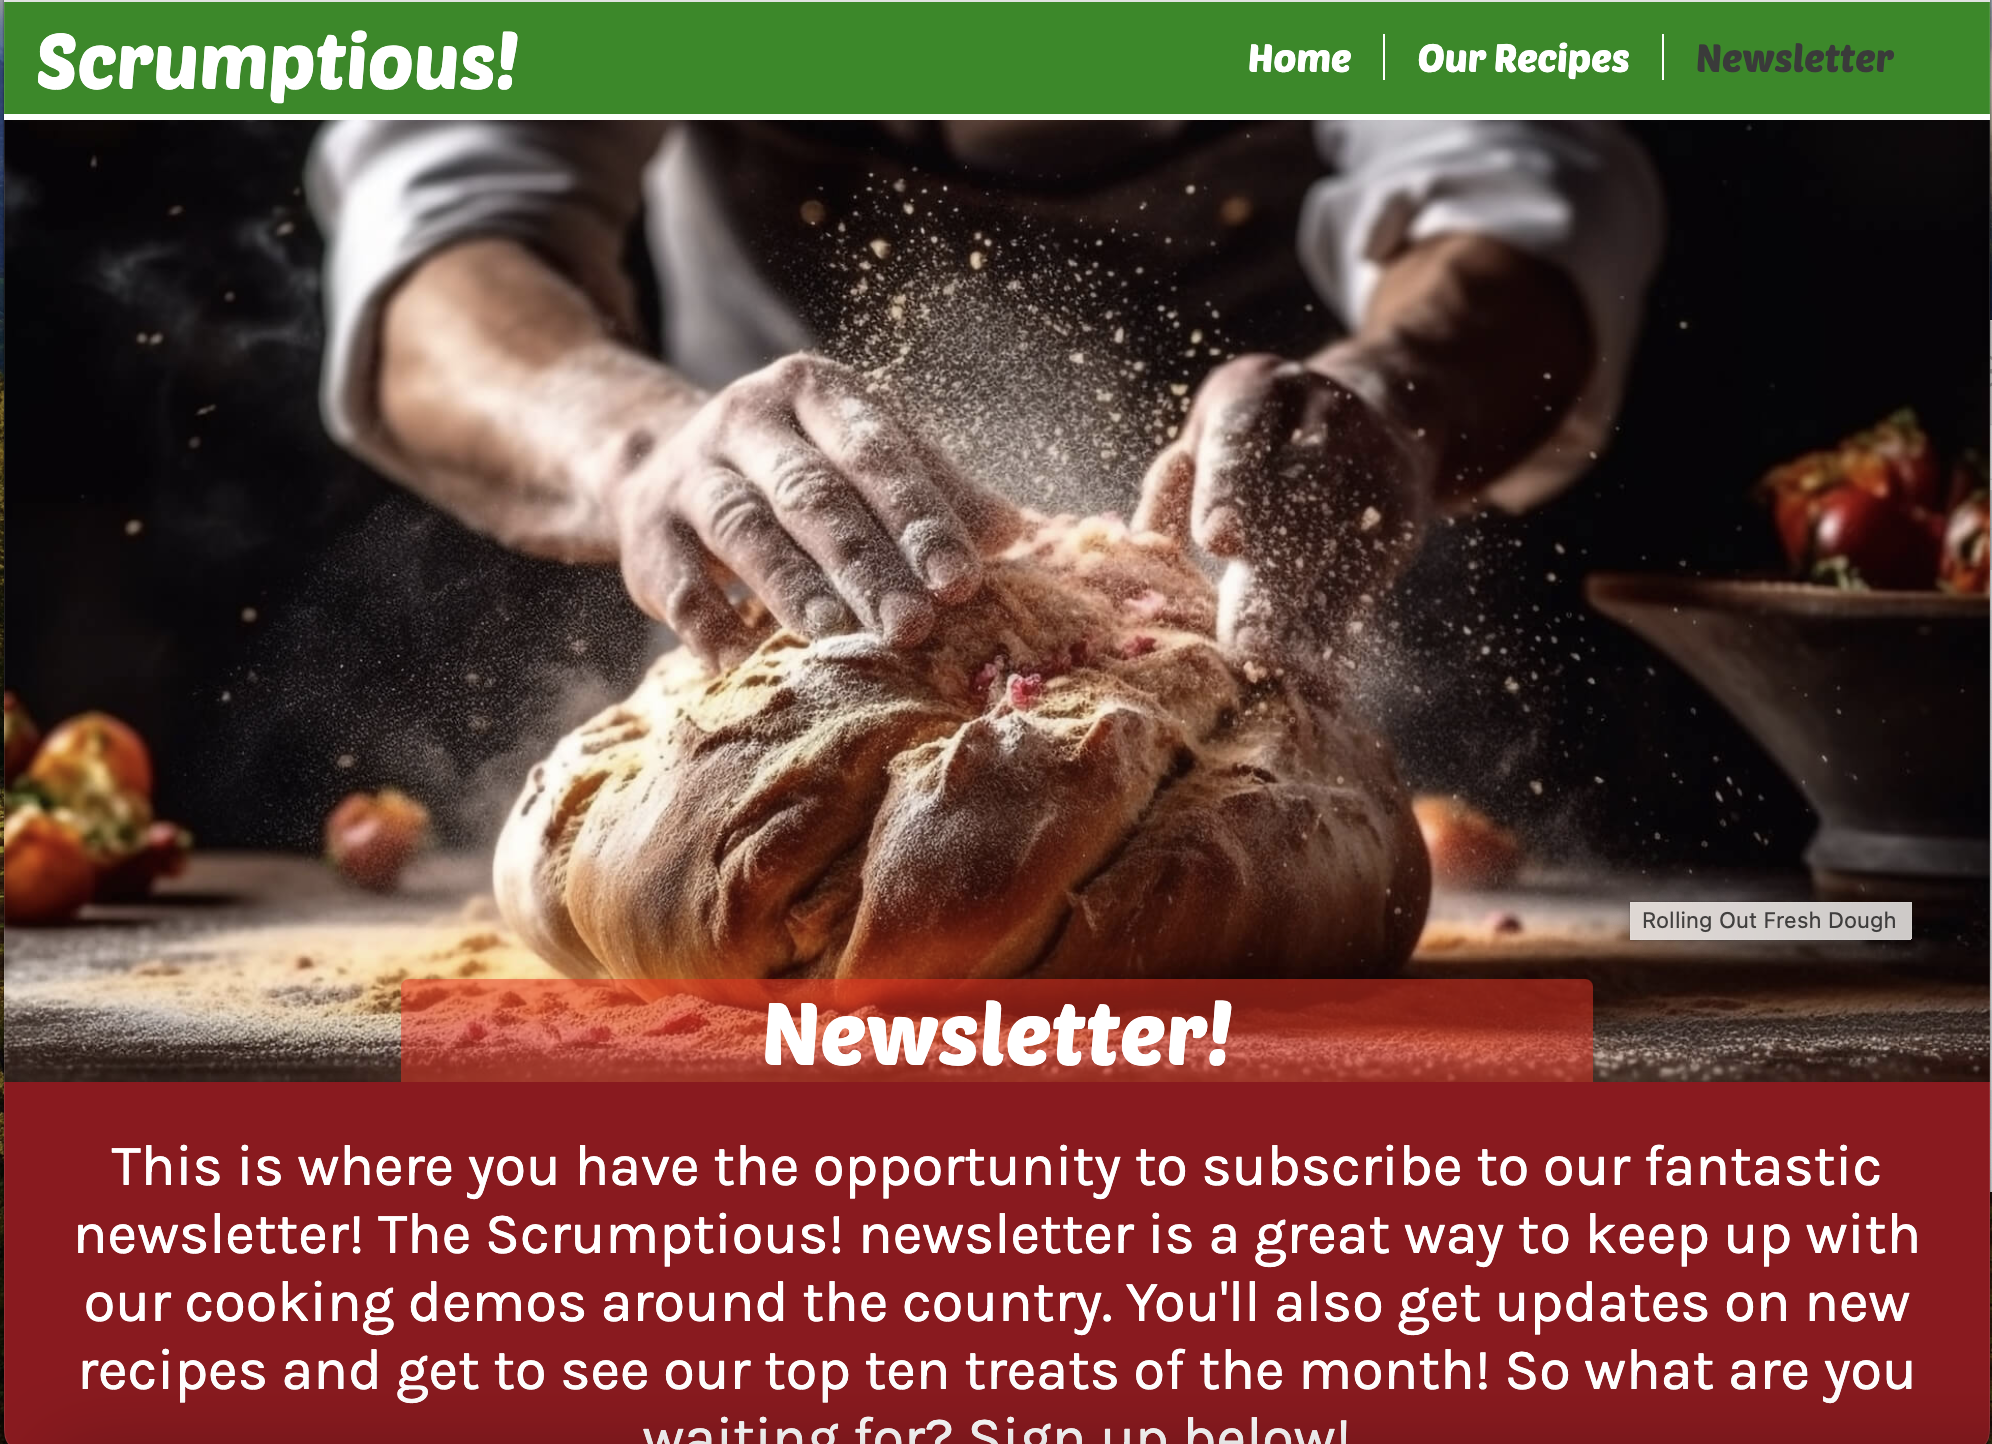 Scrumptious!
Home
Our Recipes
Newsletter
Rolling Out Fresh Dough
Newsletter!
This is where you have the opportunity to subscribe to our fantastic
newsletter! The Scrumptious! newsletter is a great way to keep up with
our cooking demos around the country. You'll also get updates on new
recipes and get to see our top ten treats of the month! So what are you
waiting for? Sign up below!